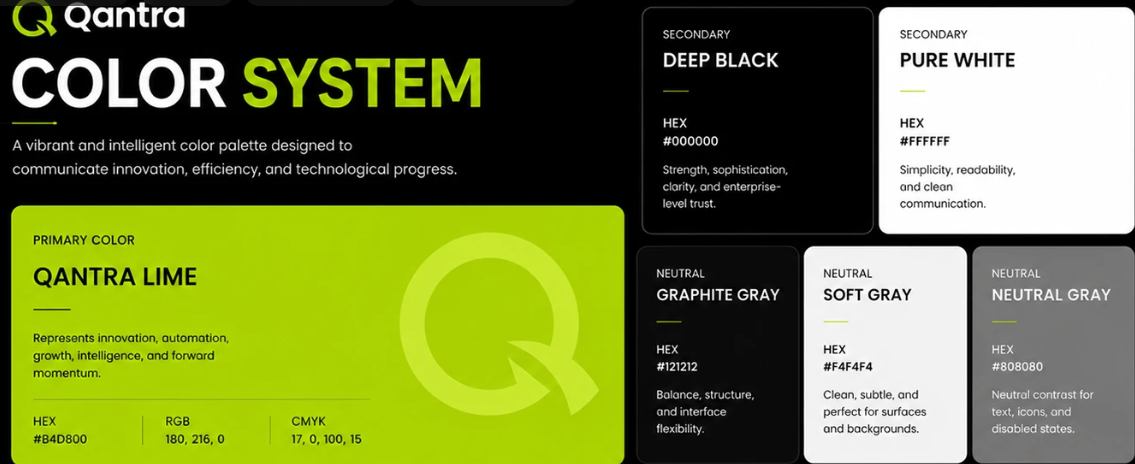 Qantra
COLOR SYSTEM
A vibrant and intelligent color palette designed to
communicate innovation, efficiency, and technological progress.
PRIMARY COLOR
QANTRA LIME
Represents innovation, automation,
growth, intelligence, and forward
momentum.
HEX
#B4D800
RGB
180, 216, 0
CMYK
17, 0, 100, 15
SECONDARY
DEEP BLACK
HEX
#000000
Strength, sophistication,
clarity, and enterprise-
level trust.
SECONDARY
PURE WHITE
HEX
#FFFFFF
Simplicity, readability,
and clean
communication.
NEUTRAL
GRAPHITE GRAY
HEX
#121212
Balance, structure,
and interface
flexibility.
NEUTRAL
SOFT GRAY
HEX
#F4F4F4
Clean, subtle, and
perfect for surfaces
and backgrounds.
NEUTRAL
NEUTRAL GRAY
HEX
#808080
Neutral contrast for
text, icons, and
disabled states.